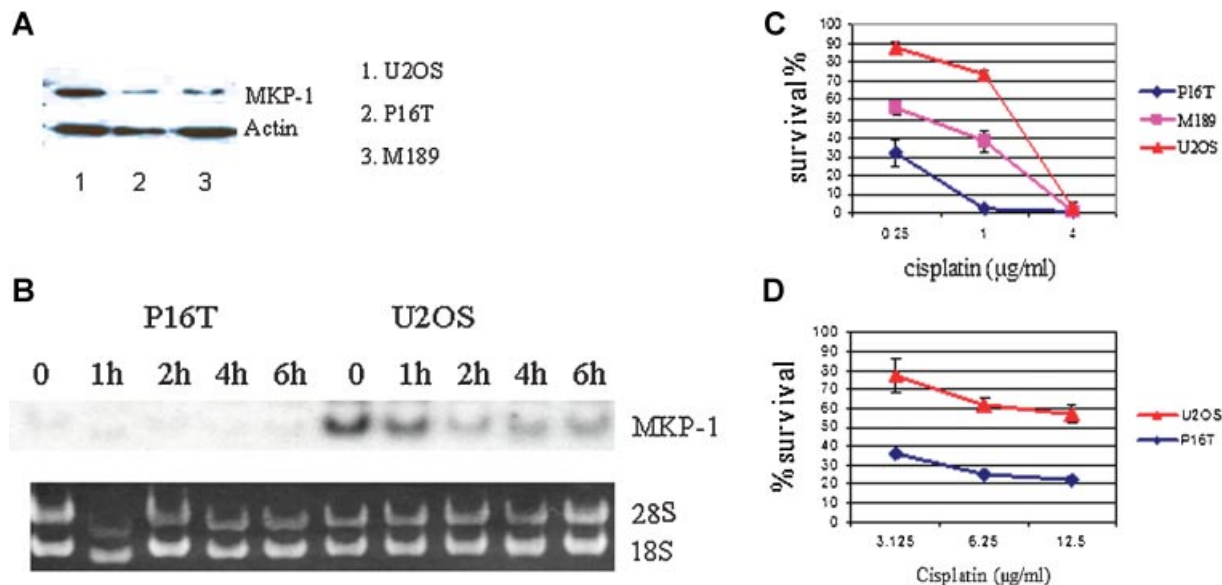 A
MKP-1
Actin
1 2 3
1. U2OS
2. P16T
3. M189
B
P16T U2OS
0 1h 2h 4h 6h 0 1h 2h 4h 6h
MKP-1
28S
18S
C
survival %
100
90
80
70
60
50
40
30
20
10
0
0 25 1 4
cisplatin (µg/ml)
P16T
M189
U2OS
D
% survival
100
90
80
70
60
50
40
30
20
10
0
3.125 6.25 12.5
Cisplatin (µg/ml)
U2OS
P16T